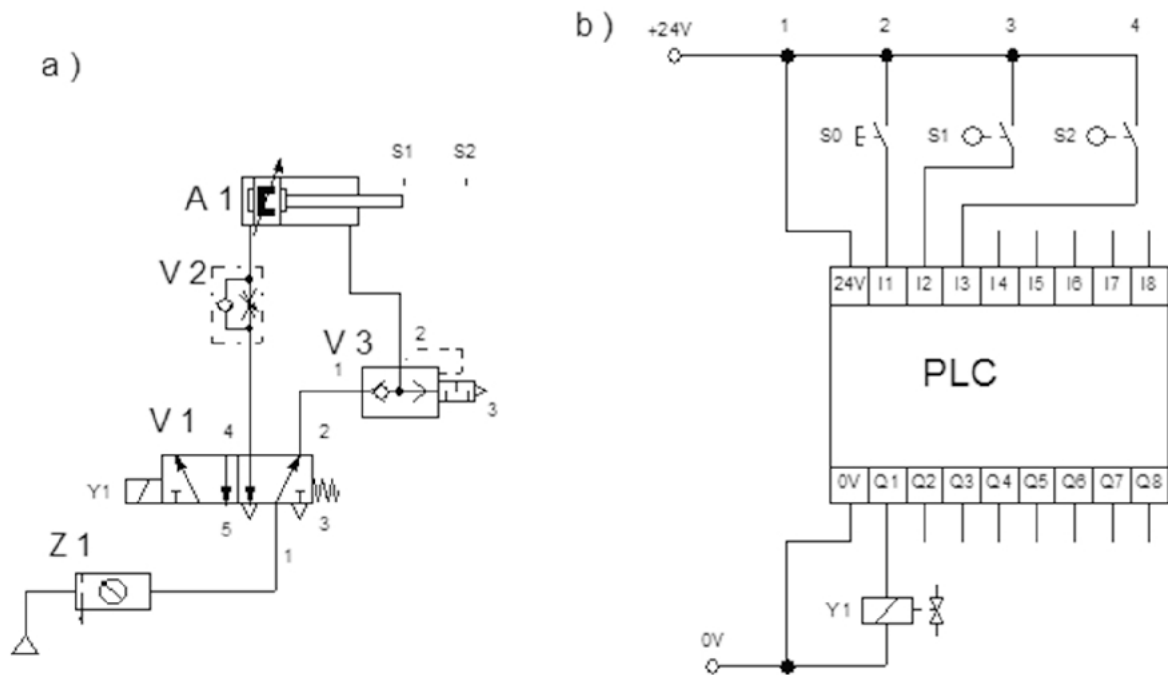 a )
S1 S2
A 1
V 2
V 3
2
1
3
V 1
4 2
Y1
5 3
Z 1
1
b )
+24V
1 2 3 4
S0 S1 S2
24V I1 I2 I3 I4 I5 I6 I7 I8
PLC
0V Q1 Q2 Q3 Q4 Q5 Q6 Q7 Q8
Y1
0V